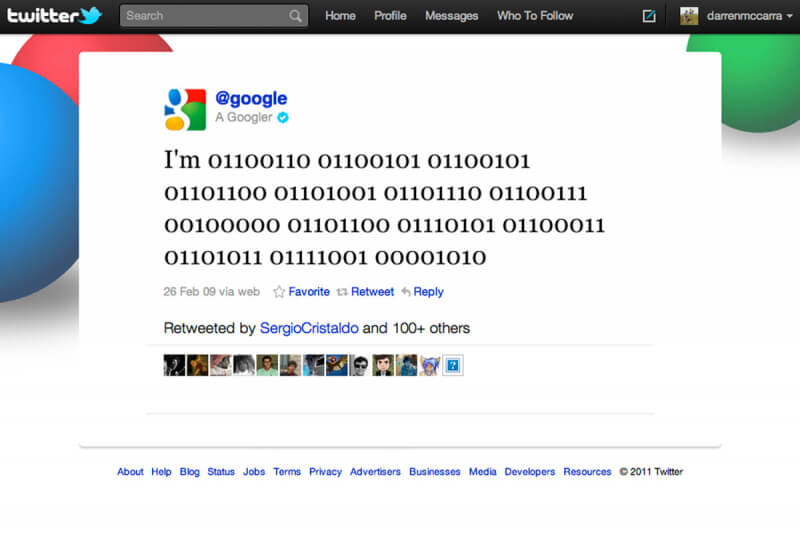 twitter Search Home Profile Messages Who To Follow darrenmccarra
@google
A Googler
I'm 01100110 01100101 01100101
01101100 01101001 01101110 01100111
00100000 01101100 01110101 01100011
01101011 01111001 00001010
26 Feb 09 via web Favorite Retweet Reply
Retweeted by SergioCristaldo and 100+ others
?
About Help Blog Status Jobs Terms Privacy Advertisers Businesses Media Developers Resources © 2011 Twitter